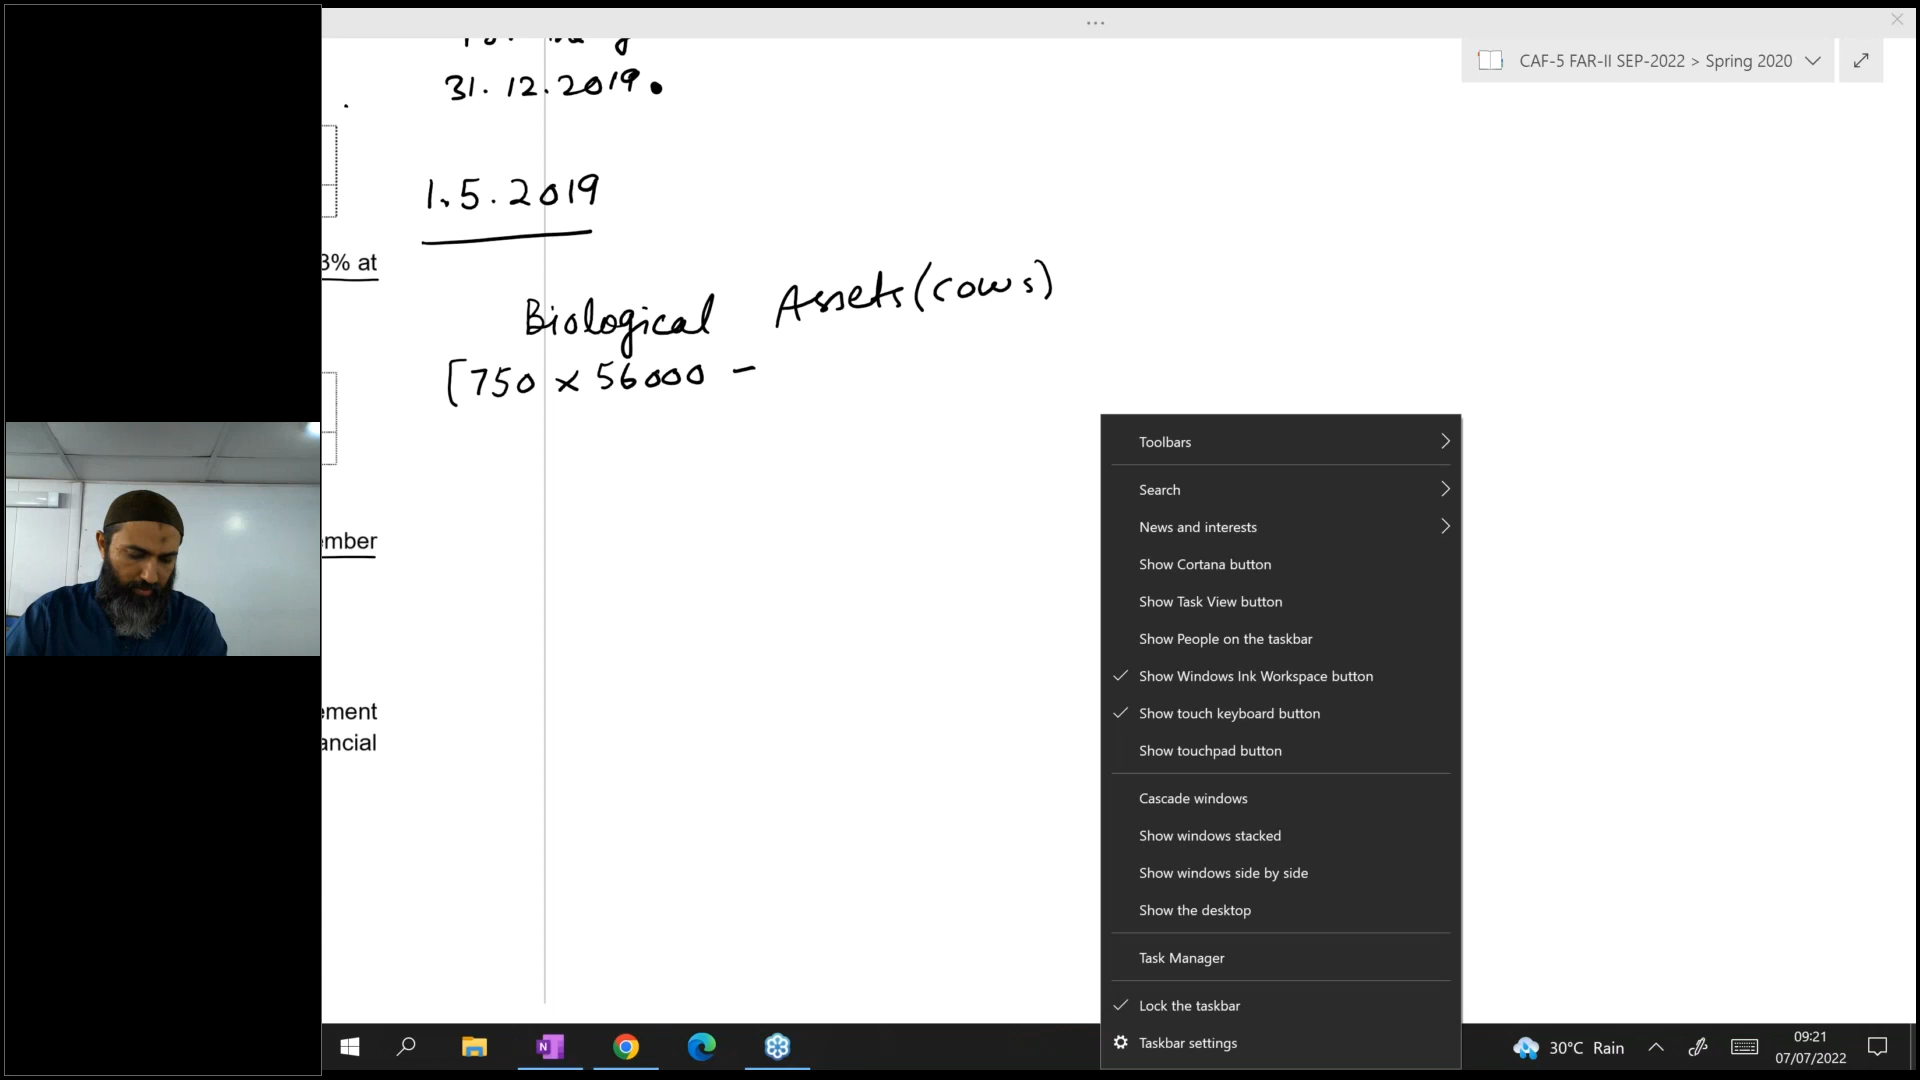 CAF-5 FAR-II SEP-2022 > Spring 2020
31.12.2019.
1.5.2019
3% at
Biological Assets (cows)
[750 x 56000 -
mber
ement
ancial
Toolbars
Search
News and interests
Show Cortana button
Show Task View button
Show People on the taskbar
Show Windows Ink Workspace button
Show touch keyboard button
Show touchpad button
Cascade windows
Show windows stacked
Show windows side by side
Show the desktop
Task Manager
Lock the taskbar
Taskbar settings
N
30°C Rain
09:21
07/07/2022